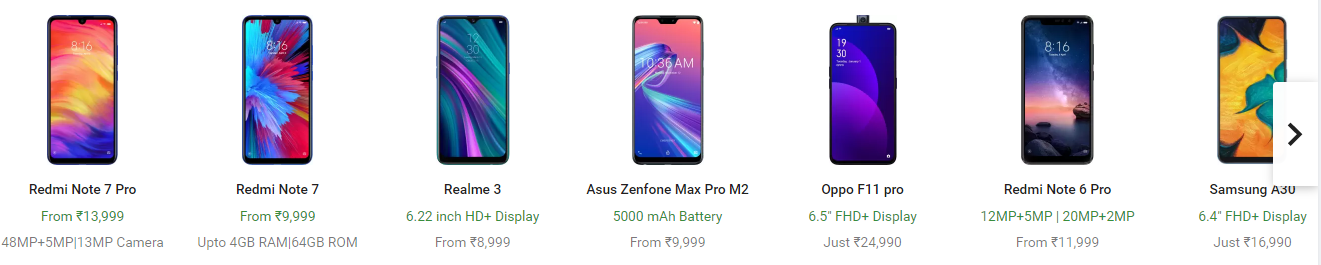 8:16
8:16
12
30
10:36 AM
19
30
8:16
Redmi Note 7 Pro
Redmi Note 7
Realme 3
Asus Zenfone Max Pro M2
Oppo F11 pro
Redmi Note 6 Pro
Samsung A30
From ₹13,999
From ₹9,999
6.22 inch HD+ Display
5000 mAh Battery
6.5" FHD+ Display
12MP+5MP | 20MP+2MP
6.4" FHD+ Display
48MP+5MP|13MP Camera
Upto 4GB RAM|64GB ROM
From ₹8,999
From ₹9,999
Just ₹24,990
From ₹11,999
Just ₹16,990